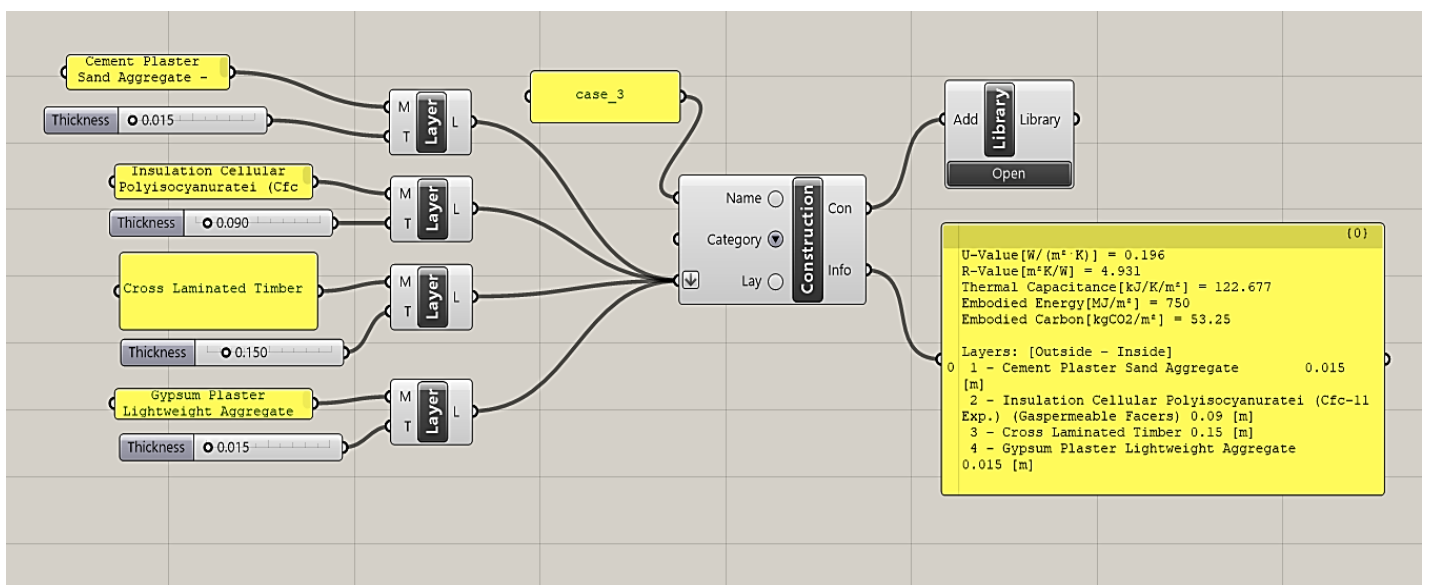 Cement Plaster
Sand Aggregate -
Thickness 0.015
M
T
Layer
L
Insulation Cellular
Polyisocyanuratei (Cfc
Thickness 0.090
M
T
Layer
L
Cross Laminated Timber
Thickness 0.150
M
T
Layer
L
Gypsum Plaster
Lightweight Aggregate
Thickness 0.015
M
T
Layer
L
case_3
Name
Category
Lay
Construction
Con
Info
Add
Library
Library
Open
{0}
0
U-Value[W/(m²·K)] = 0.196
R-Value[m²K/W] = 4.931
Thermal Capacitance[kJ/K/m²] = 122.677
Embodied Energy[MJ/m²] = 750
Embodied Carbon[kgCO2/m²] = 53.25
Layers: [Outside - Inside]
1 - Cement Plaster Sand Aggregate 0.015
[m]
2 - Insulation Cellular Polyisocyanuratei (Cfc-11
Exp.) (Gaspermeable Facers) 0.09 [m]
3 - Cross Laminated Timber 0.15 [m]
4 - Gypsum Plaster Lightweight Aggregate
0.015 [m]